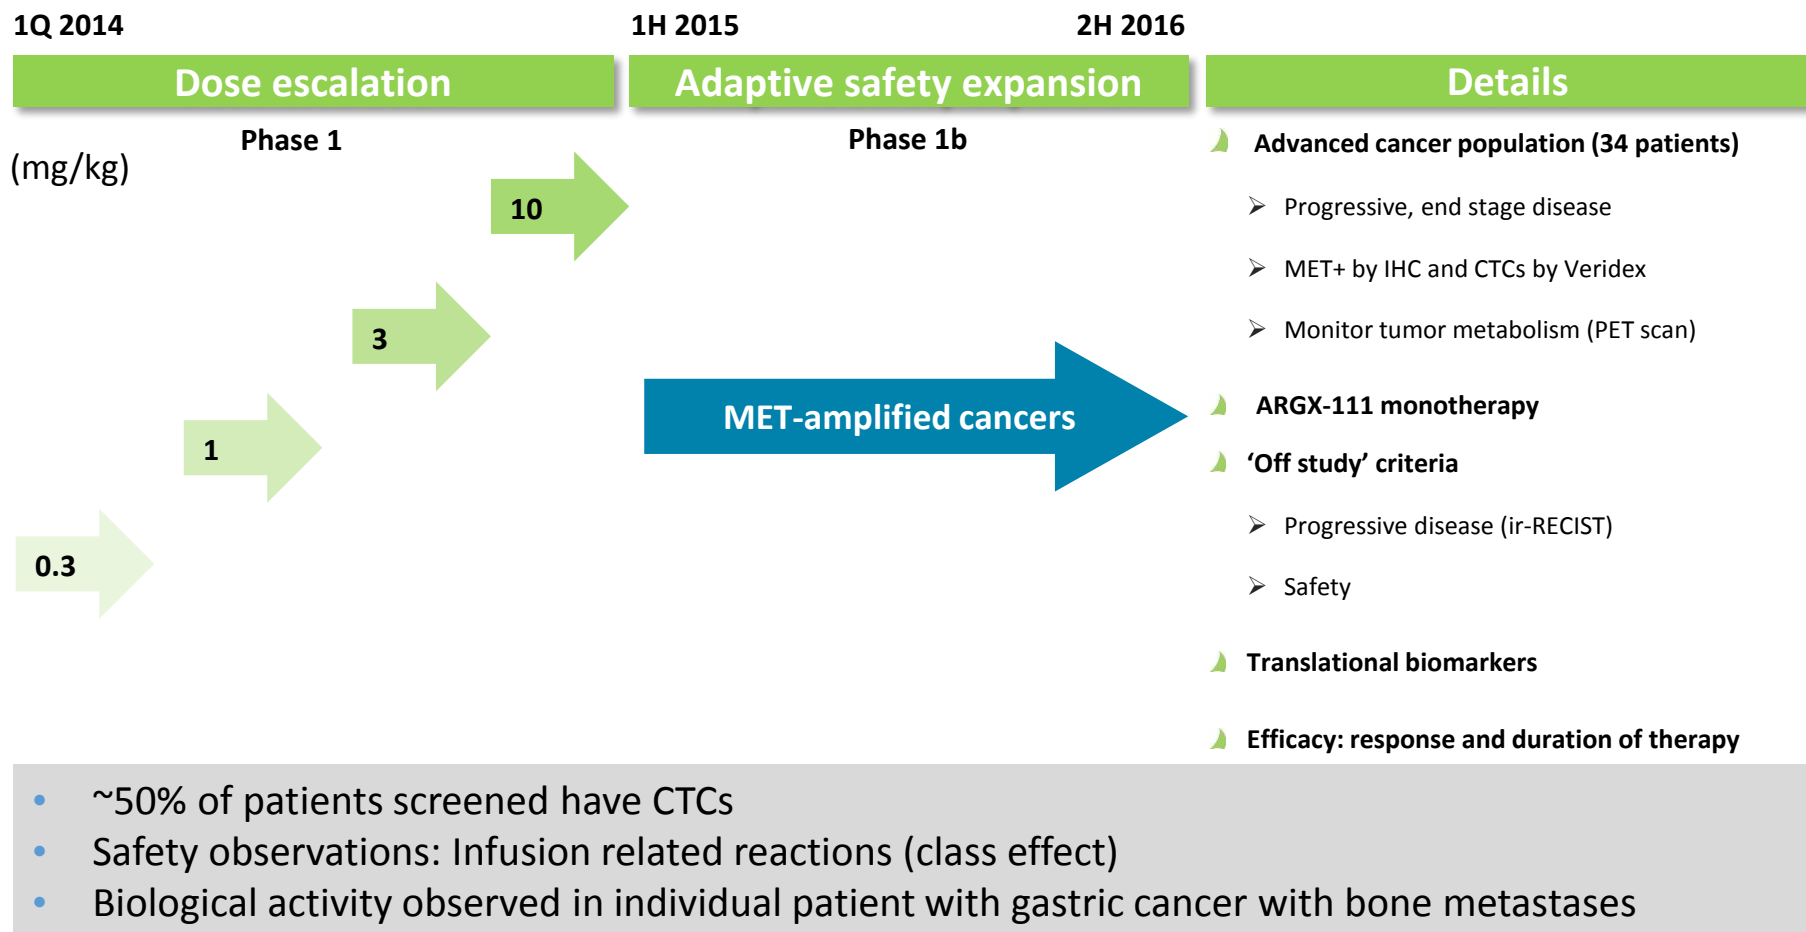 1Q 2014
1H 2015
2H 2016
Dose escalation
Adaptive safety expansion
Details
Phase 1
(mg/kg)
10
3
1
0.3
Phase 1b
MET-amplified cancers
Advanced cancer population (34 patients)
➢ Progressive, end stage disease
➢ MET+ by IHC and CTCs by Veridex
➢ Monitor tumor metabolism (PET scan)
ARGX-111 monotherapy
‘Off study’ criteria
➢ Progressive disease (ir-RECIST)
➢ Safety
Translational biomarkers
Efficacy: response and duration of therapy
• ~50% of patients screened have CTCs
• Safety observations: Infusion related reactions (class effect)
• Biological activity observed in individual patient with gastric cancer with bone metastases